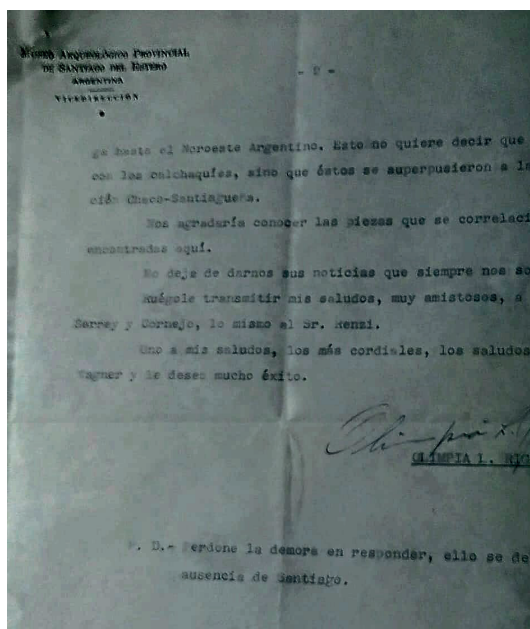 MUSEO ARQUEOLÓGICO PROVINCIAL
DE SANTIAGO DEL ESTERO
ARGENTINA
VICEDIRECCIÓN
ga hasta el Noroeste Argentino. Esto no quiere decir que
con los calchaquíes, sino que éstos se superpusieron a la
ción Chaco-Santiagueña.
Nos agradaría conocer las piezas que se correlaci
encontradas aquí.
No deje de darnos sus noticias que siempre nos
Ruégole transmitir mis saludos, muy amistosos, a
Serrey y Cornejo, lo mismo al Sr. Renzi.
Uno a mis saludos, los más cordiales, los saludos
Wagner y le deseo mucho éxito.
Olimpia L.
OLIMPIA L. RIG
P. D.- Perdone la demora en responder, ello se de
ausencia de Santiago.